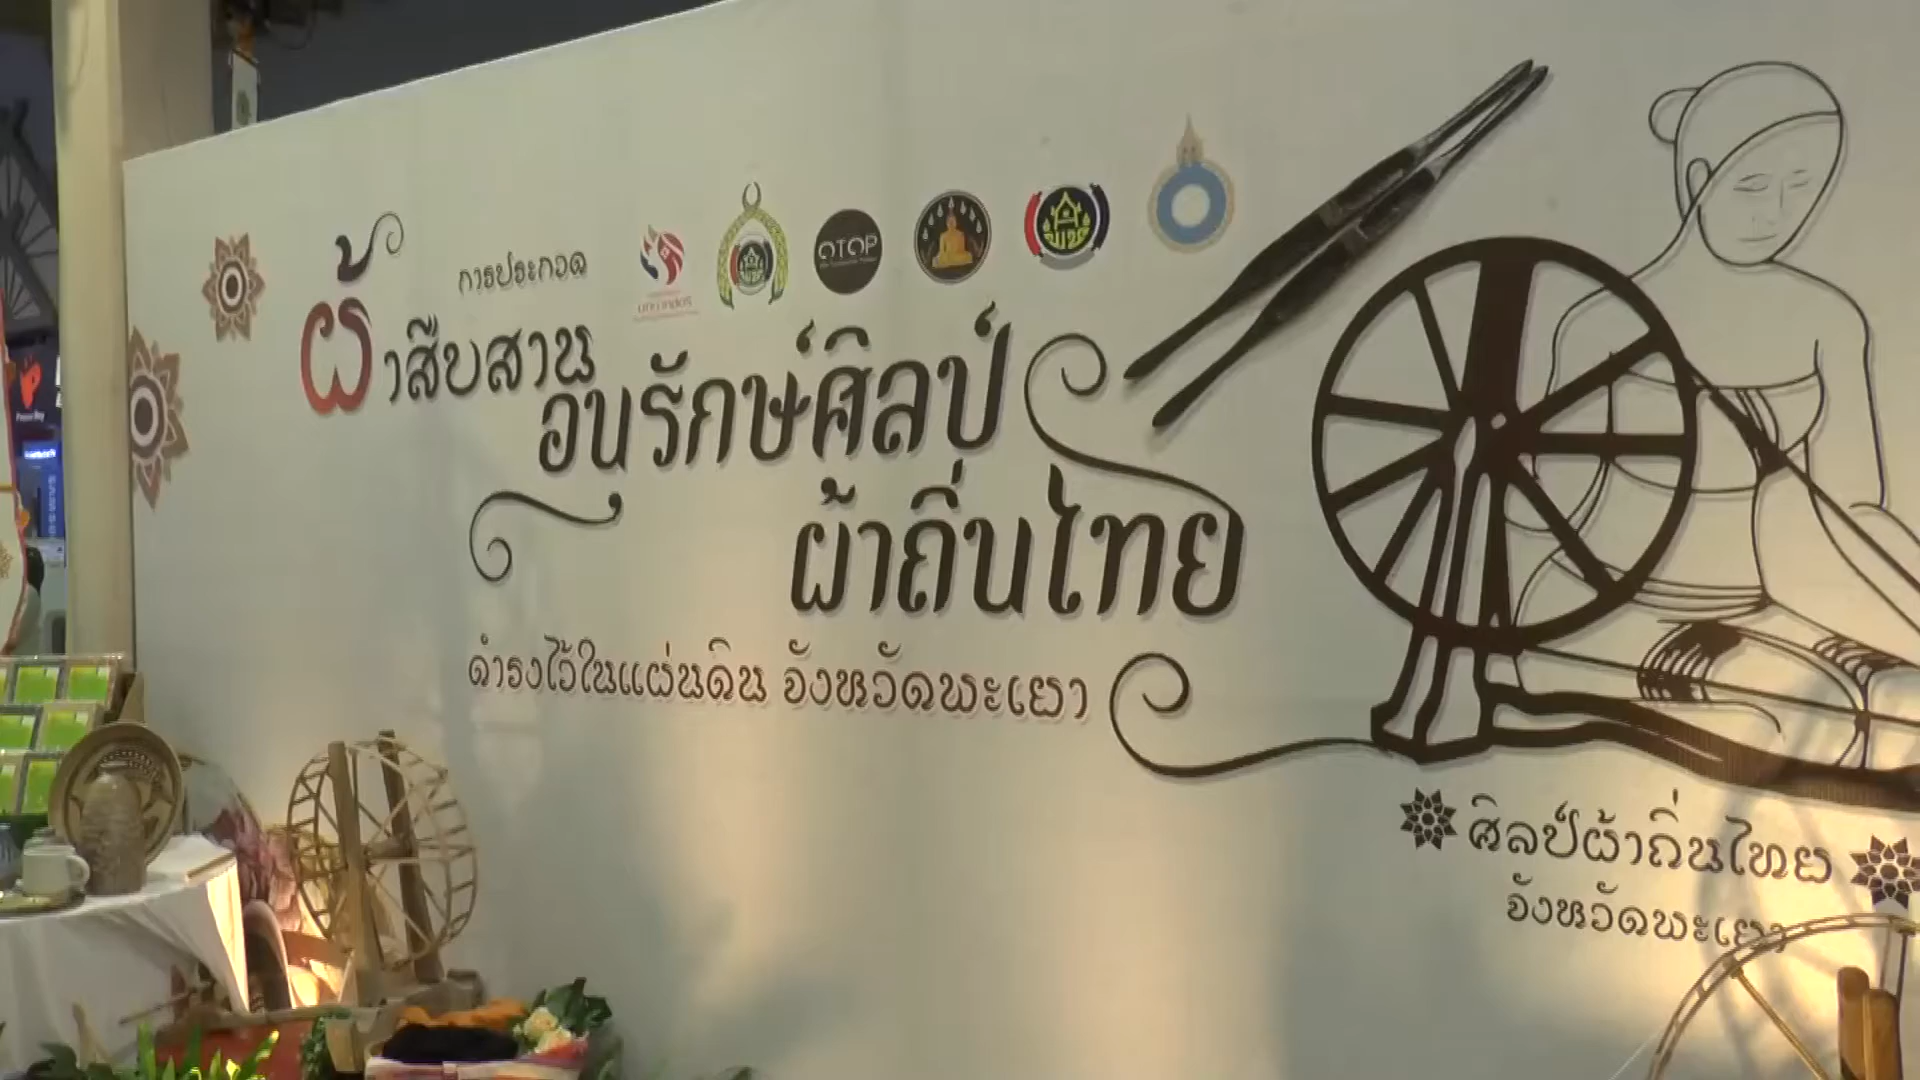 การประกวด
OTOP
ผ้าสืบสาน
อนุรักษ์ศิลป์
ผ้าถิ่นไทย
ดำรงไว้ในแผ่นดิน จังหวัดพะเยา
ศิลป์ผ้าถิ่นไทย
จังหวัดพะเยา